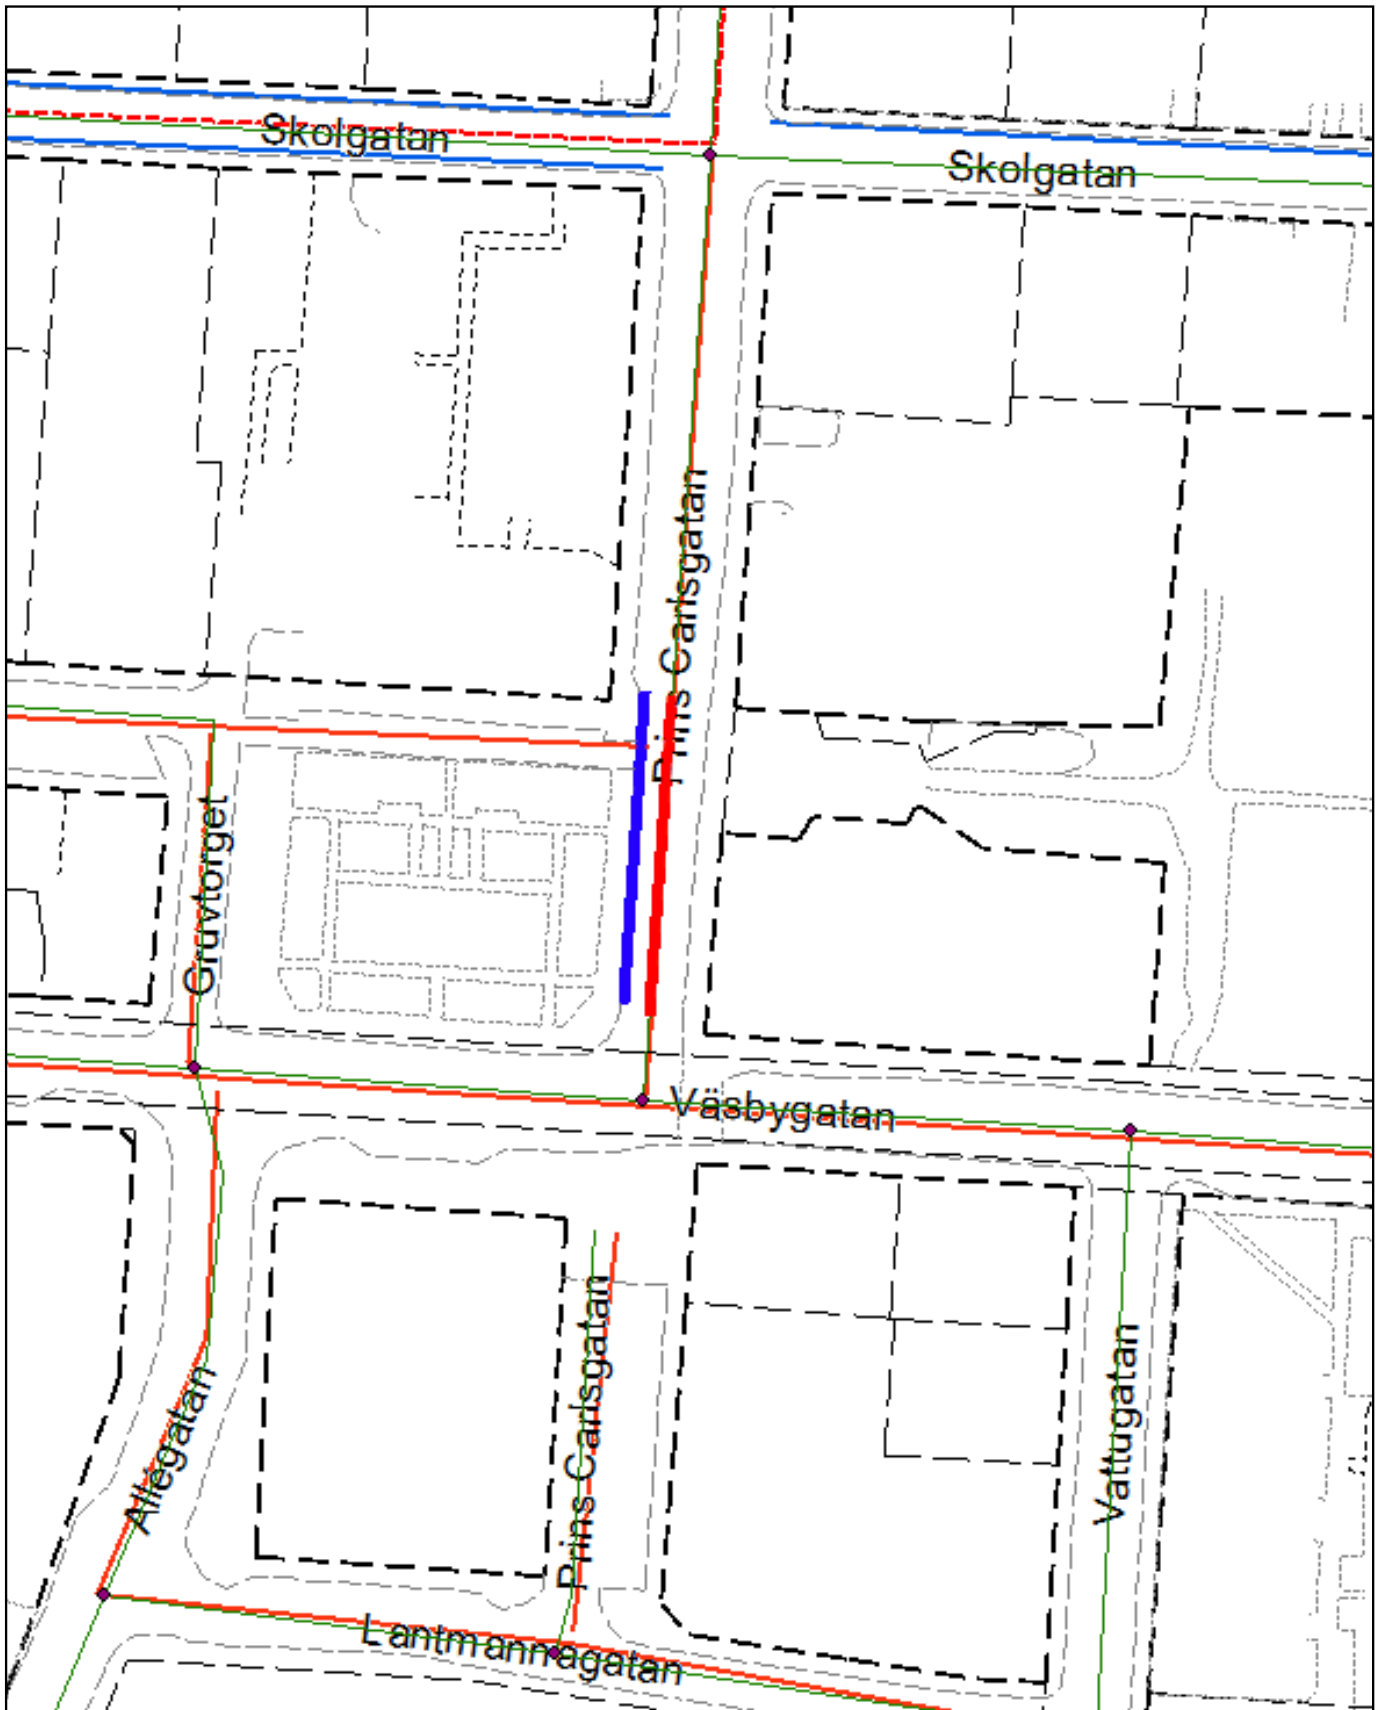 Skolgatan
Skolgatan
Prins Carlsgatan
Gruvtorget
Väsbygatan
Prins Carlsgatan
Allégatan
Vattugatan
Lantmannagatan